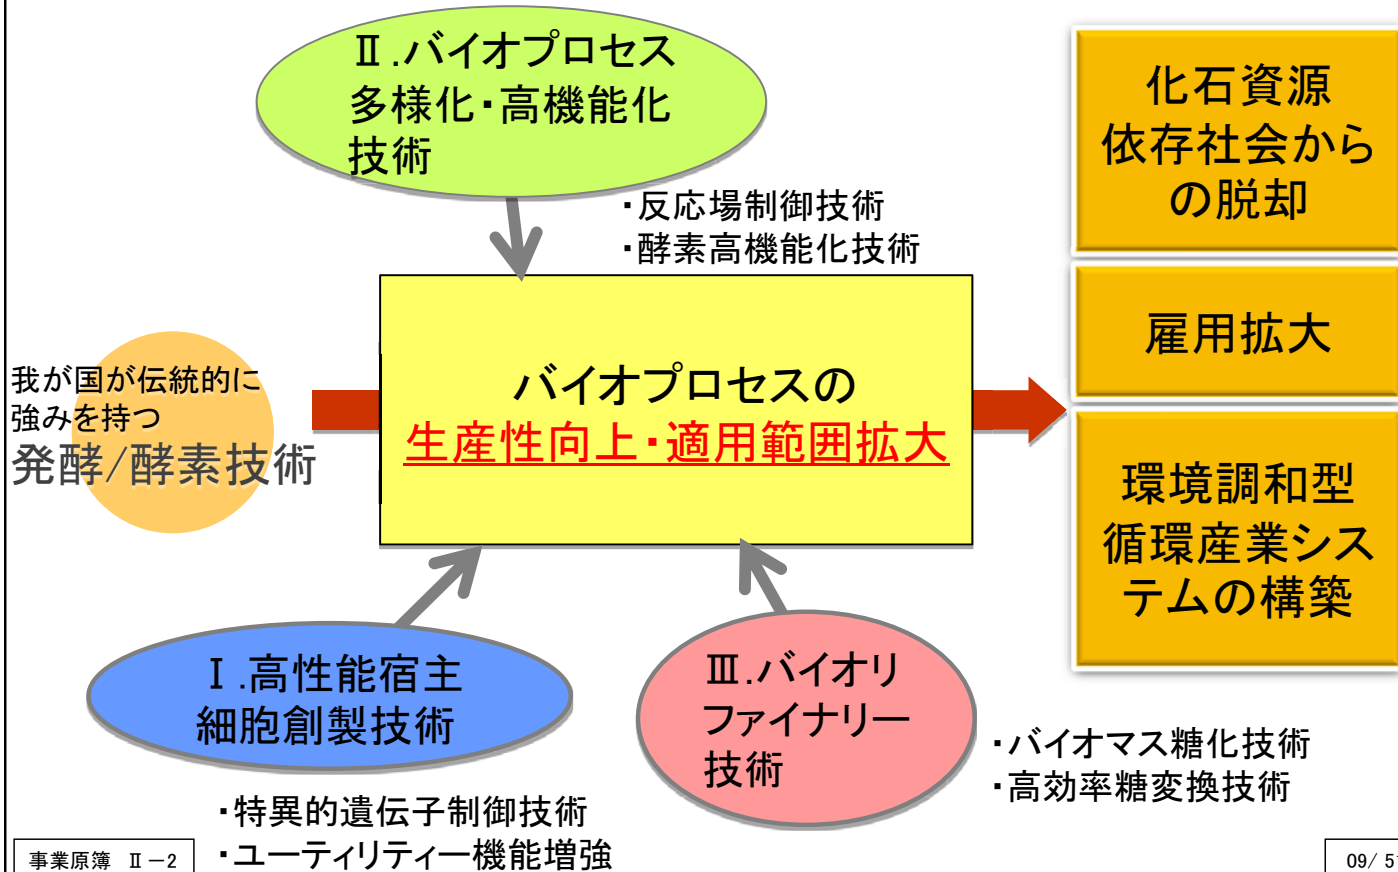 Ⅱ.バイオプロセス
多様化・高機能化
技術
・反応場制御技術
・酵素高機能化技術
我が国が伝統的に
強みを持つ
発酵/酵素技術
バイオプロセスの
生産性向上・適用範囲拡大
化石資源
依存社会から
の脱却
雇用拡大
環境調和型
循環産業シス
テムの構築
Ⅰ.高性能宿主
細胞創製技術
・特異的遺伝子制御技術
・ユーティリティー機能増強
Ⅲ.バイオリ
ファイナリー
技術
・バイオマス糖化技術
・高効率糖変換技術
事業原簿 Ⅱ－2
09/ 51